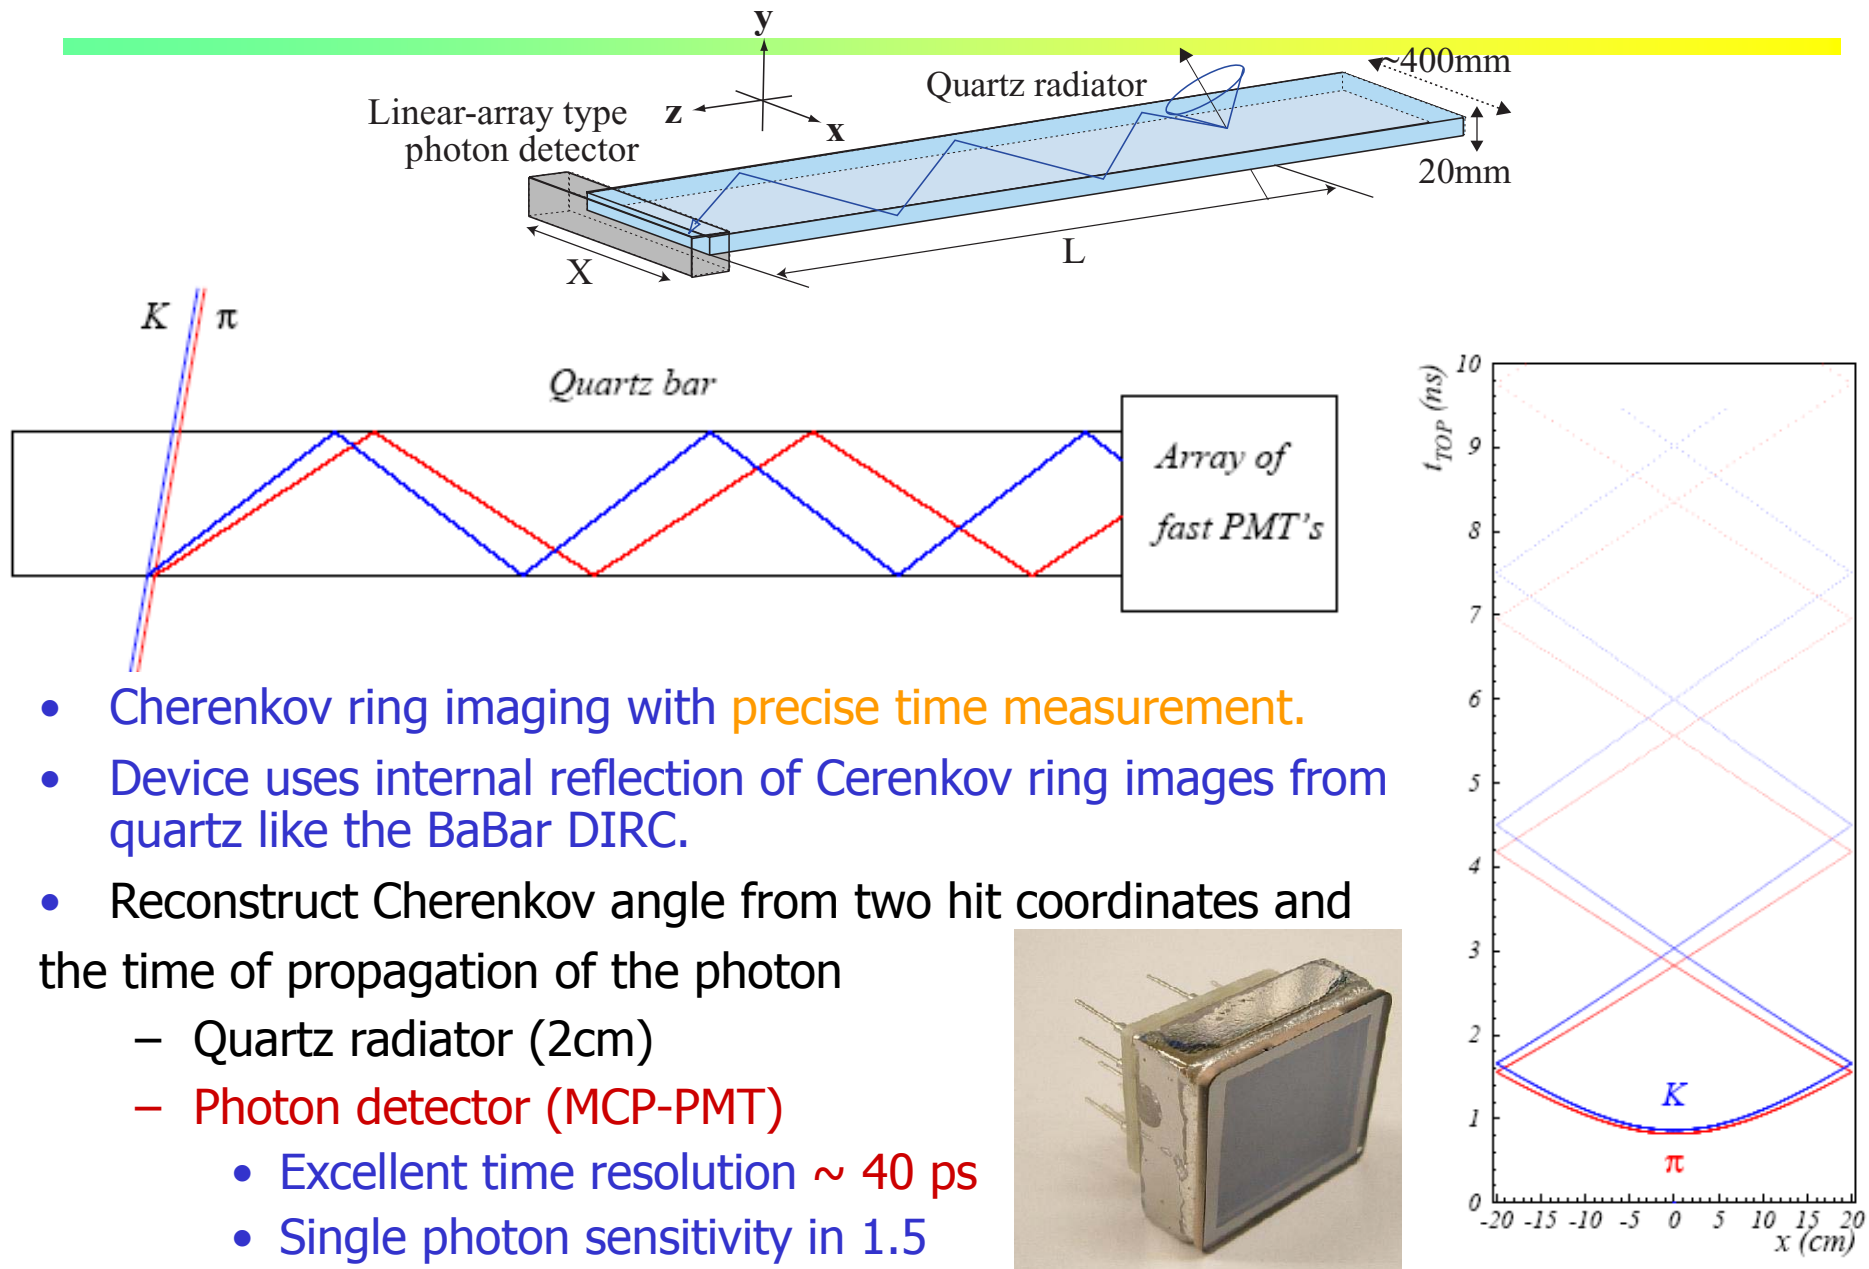 y
~400mm
Quartz radiator
Linear-array type
photon detector
z
x
20mm
L
X
K π
Quartz bar
Array of
fast PMT's
t_TOP (ns)
10
9
8
7
6
5
4
3
2
1
0
K
π
-20 -15 -10 -5 0 5 10 15 20
x (cm)
• Cherenkov ring imaging with precise time measurement.
• Device uses internal reflection of Cerenkov ring images from
quartz like the BaBar DIRC.
• Reconstruct Cherenkov angle from two hit coordinates and
the time of propagation of the photon
– Quartz radiator (2cm)
– Photon detector (MCP-PMT)
• Excellent time resolution ~ 40 ps
• Single photon sensitivity in 1.5